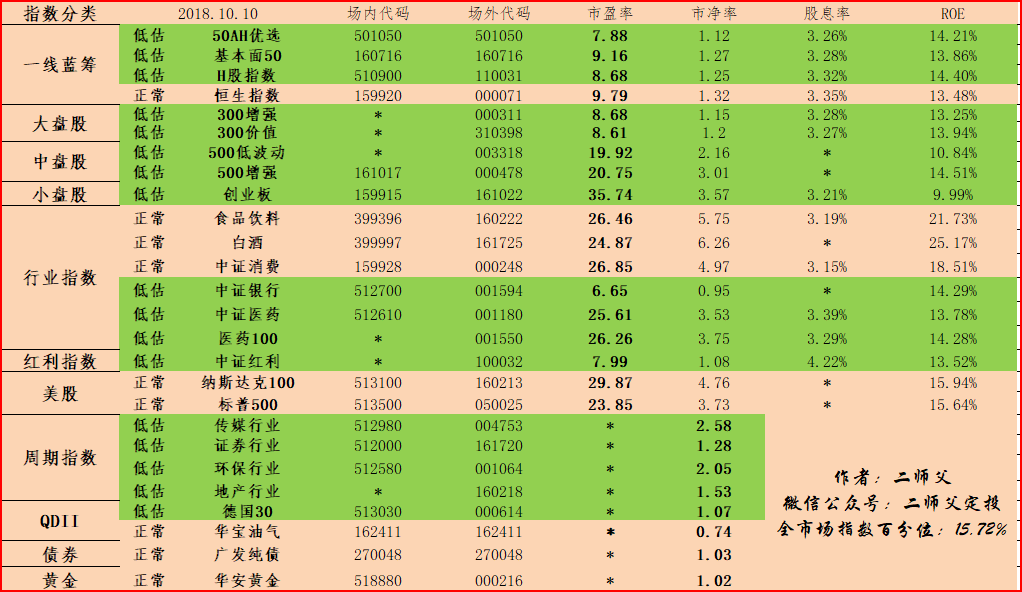 指数分类 2018.10.10 场内代码 场外代码 市盈率 市净率 股息率 ROE
一线蓝筹 低估 50AH优选 501050 501050 7.88 1.12 3.26% 14.21%
低估 基本面50 160716 160716 9.16 1.27 3.28% 13.86%
低估 H股指数 510900 110031 8.68 1.25 3.32% 14.40%
正常 恒生指数 159920 000071 9.79 1.32 3.35% 13.48%
大盘股 低估 300增强 * 000311 8.68 1.15 3.28% 13.25%
低估 300价值 * 310398 8.61 1.2 3.27% 13.94%
中盘股 低估 500低波动 * 003318 19.92 2.16 * 10.84%
低估 500增强 161017 000478 20.75 3.01 * 14.51%
小盘股 低估 创业板 159915 161022 35.74 3.57 3.21% 9.99%
行业指数 正常 食品饮料 399396 160222 26.46 5.75 3.19% 21.73%
正常 白酒 399997 161725 24.87 6.26 * 25.17%
正常 中证消费 159928 000248 26.85 4.97 3.15% 18.51%
低估 中证银行 512700 001594 6.65 0.95 * 14.29%
低估 中证医药 512610 001180 25.61 3.53 3.39% 13.78%
低估 医药100 * 001550 26.26 3.75 3.29% 14.28%
红利指数 低估 中证红利 * 100032 7.99 1.08 4.22% 13.52%
美股 正常 纳斯达克100 513100 160213 29.87 4.76 * 15.94%
正常 标普500 513500 050025 23.85 3.73 * 15.64%
周期指数 低估 传媒行业 512980 004753 * 2.58
低估 证券行业 512000 161720 * 1.28
低估 环保行业 512580 001064 * 2.05
低估 地产行业 * 160218 * 1.53
QDII 低估 德国30 513030 000614 * 1.07
正常 华宝油气 162411 162411 * 0.74
债券 正常 广发纯债 270048 270048 * 1.03
黄金 正常 华安黄金 518880 000216 * 1.02
作者：二师父
微信公众号：二师父定投
全市场指数百分位：15.72%